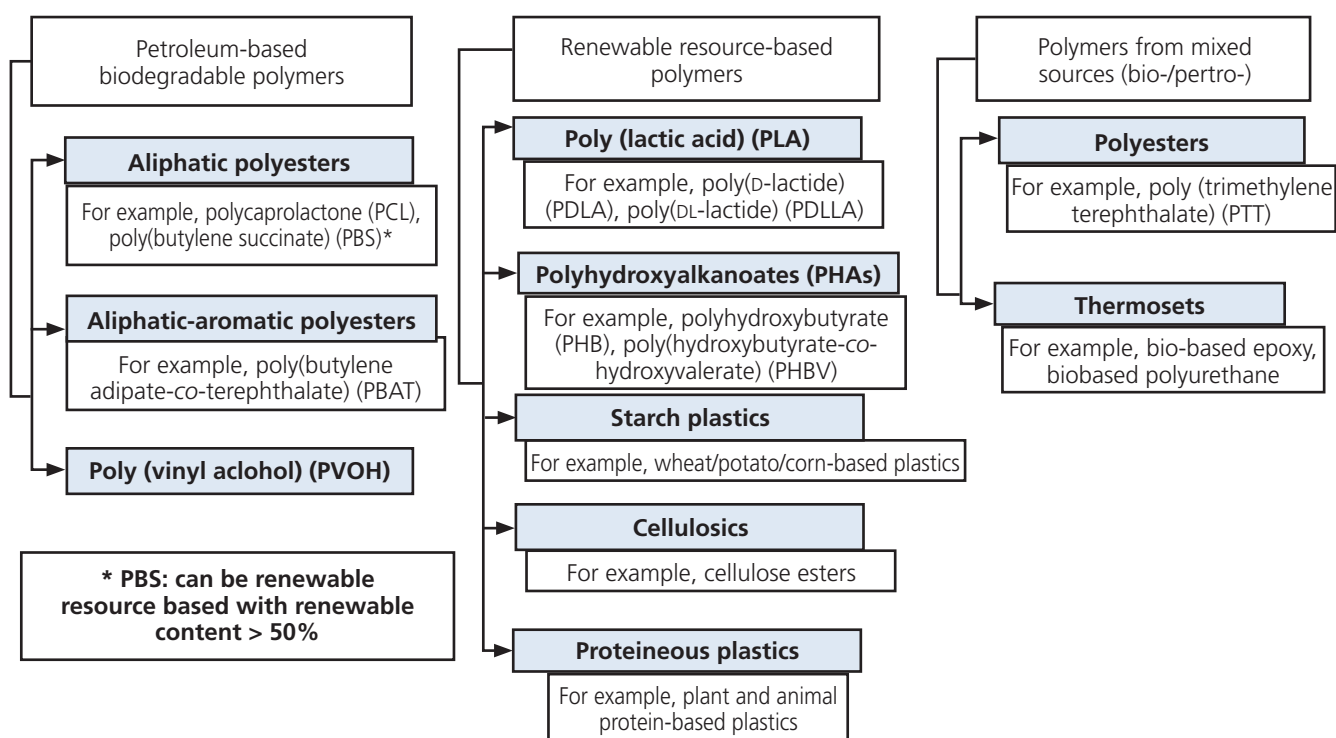 Petroleum-based
biodegradable polymers
Aliphatic polyesters
For example, polycaprolactone (PCL),
poly(butylene succinate) (PBS)*
Aliphatic-aromatic polyesters
For example, poly(butylene
adipate-co-terephthalate) (PBAT)
Poly (vinyl aclohol) (PVOH)
* PBS: can be renewable
resource based with renewable
content > 50%
Renewable resource-based
polymers
Poly (lactic acid) (PLA)
For example, poly(D-lactide)
(PDLA), poly(DL-lactide) (PDLLA)
Polyhydroxyalkanoates (PHAs)
For example, polyhydroxybutyrate
(PHB), poly(hydroxybutyrate-co-
hydroxyvalerate) (PHBV)
Starch plastics
For example, wheat/potato/corn-based plastics
Cellulosics
For example, cellulose esters
Proteineous plastics
For example, plant and animal
protein-based plastics
Polymers from mixed
sources (bio-/pertro-)
Polyesters
For example, poly (trimethylene
terephthalate) (PTT)
Thermosets
For example, bio-based epoxy,
biobased polyurethane